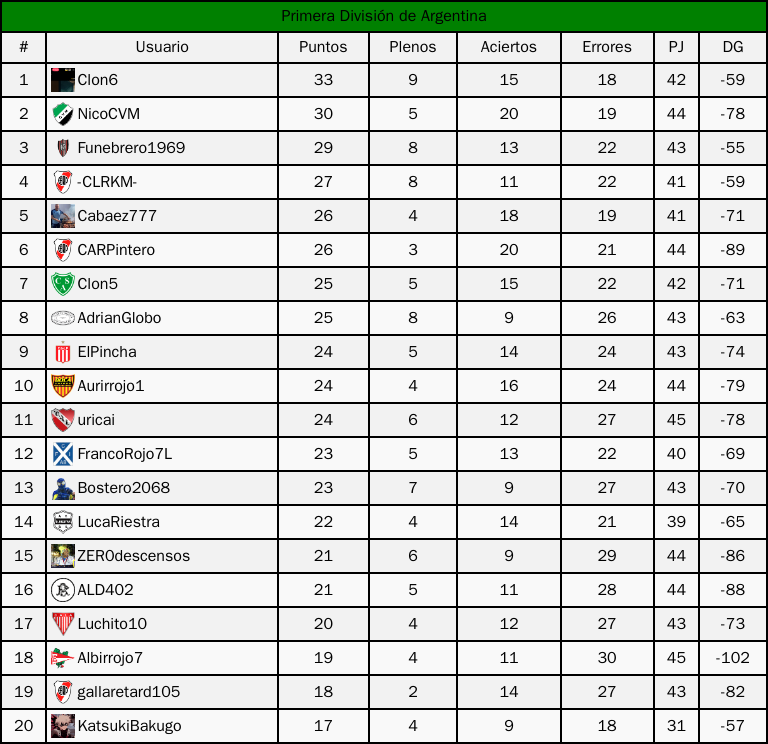 Primera División de Argentina
# Usuario Puntos Plenos Aciertos Errores PJ DG
1 Clon6 33 9 15 18 42 -59
2 NicoCVM 30 5 20 19 44 -78
3 Funebrero1969 29 8 13 22 43 -55
4 -CLRKM- 27 8 11 22 41 -59
5 Cabaez777 26 4 18 19 41 -71
6 CARPintero 26 3 20 21 44 -89
7 Clon5 25 5 15 22 42 -71
8 AdrianGlobo 25 8 9 26 43 -63
9 ElPincha 24 5 14 24 43 -74
10 Aurirrojo1 24 4 16 24 44 -79
11 uricai 24 6 12 27 45 -78
12 FrancoRojo7L 23 5 13 22 40 -69
13 Bostero2068 23 7 9 27 43 -70
14 LucaRiestra 22 4 14 21 39 -65
15 ZER0descensos 21 6 9 29 44 -86
16 ALD402 21 5 11 28 44 -88
17 Luchito10 20 4 12 27 43 -73
18 Albirrojo7 19 4 11 30 45 -102
19 gallaretard105 18 2 14 27 43 -82
20 KatsukiBakugo 17 4 9 18 31 -57